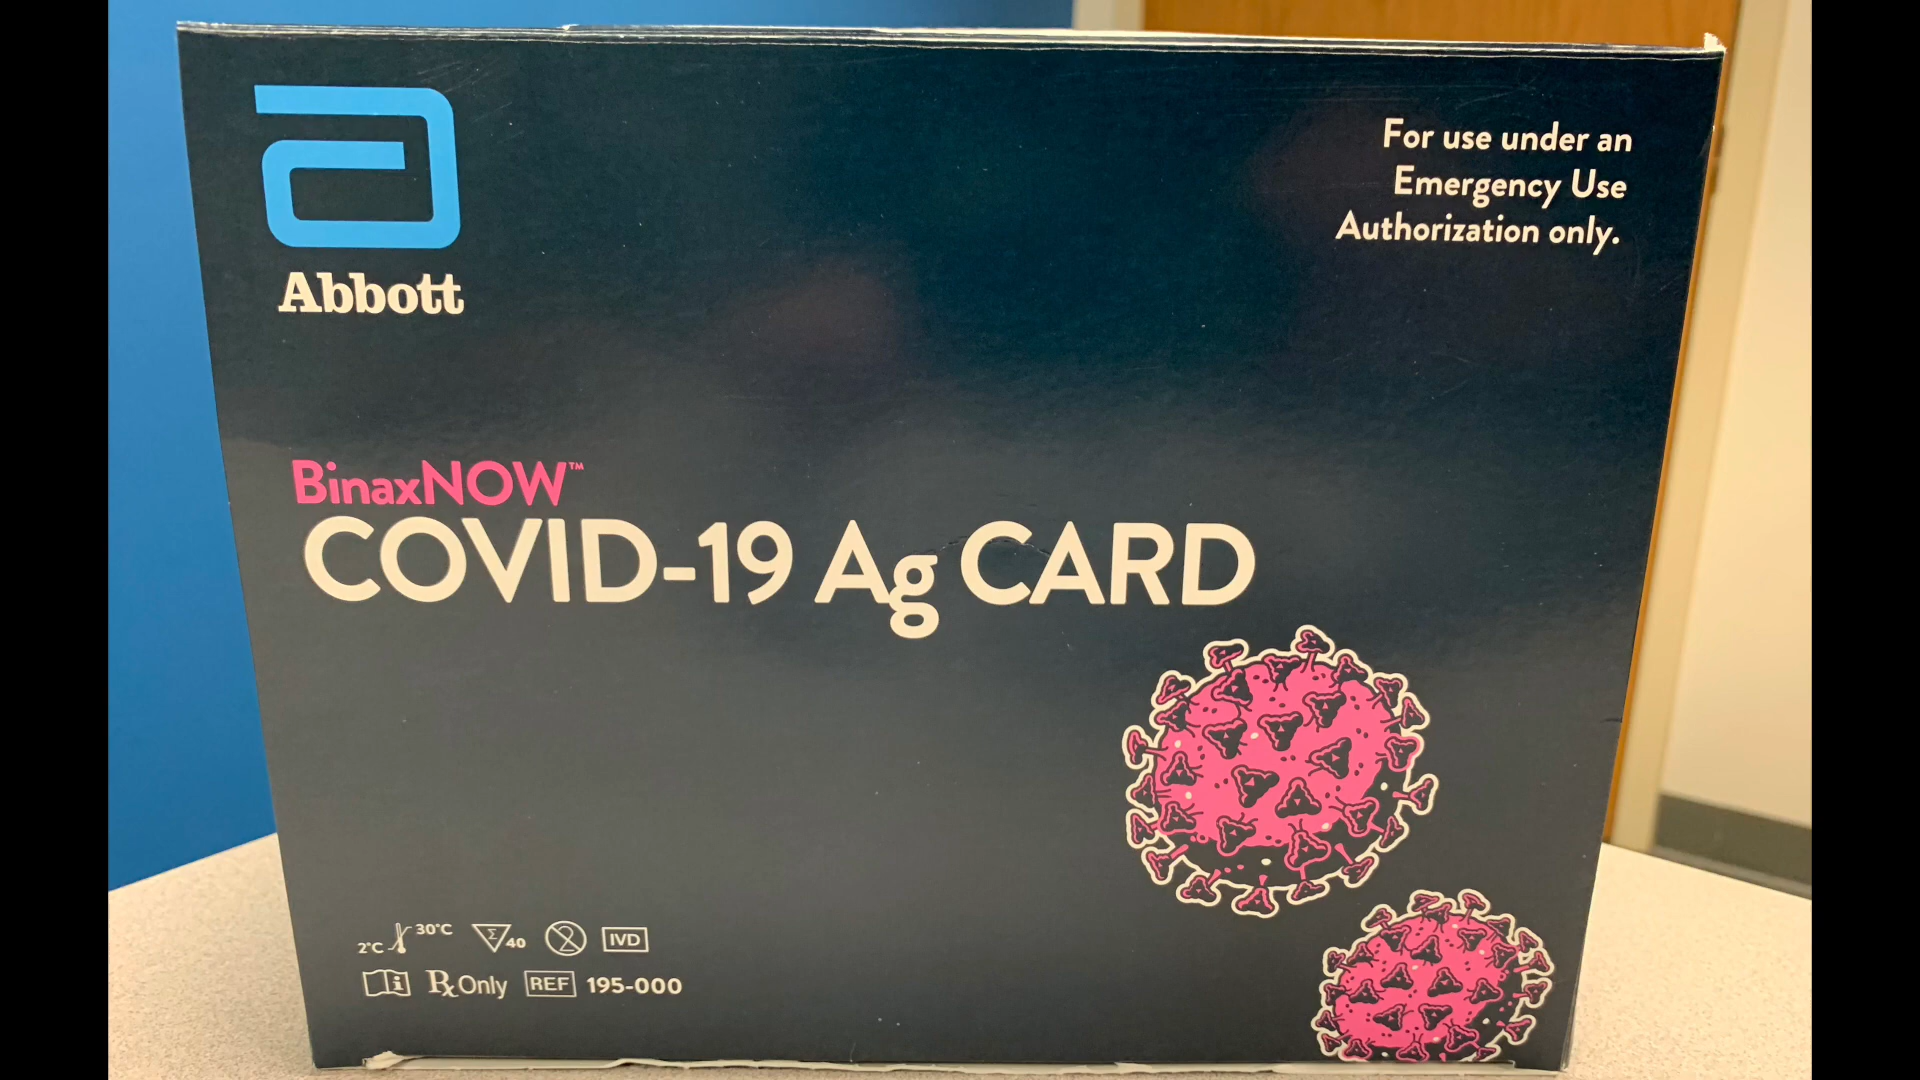 Abbott
For use under an
Emergency Use
Authorization only.
BinaxNOW™
COVID-19 Ag CARD
2°C 30°C Σ 40 2 IVD
i Rx Only REF 195-000